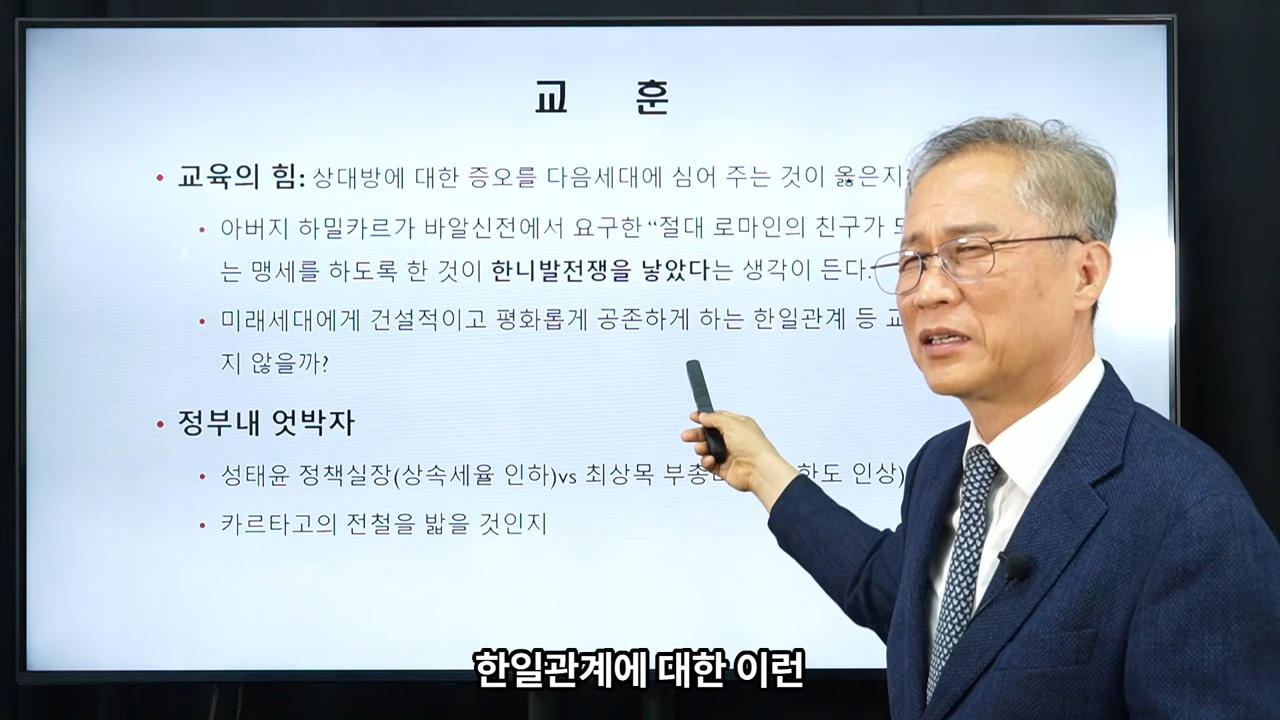 교 훈
• 교육의 힘: 상대방에 대한 증오를 다음세대에 심어 주는 것이 옳은지
• 아버지 하밀카르가 바알신전에서 요구한 “절대 로마인의 친구가
는 맹세를 하도록 한 것이 한니발전쟁을 낳았다는 생각이 든다.
• 미래세대에게 건설적이고 평화롭게 공존하게 하는 한일관계 등
지 않을까?
• 정부내 엇박자
• 성태윤 정책실장(상속세율 인하)vs 최상목 한도 인상)
• 카르타고의 전철을 밟을 것인지
한일관계에 대한 이런